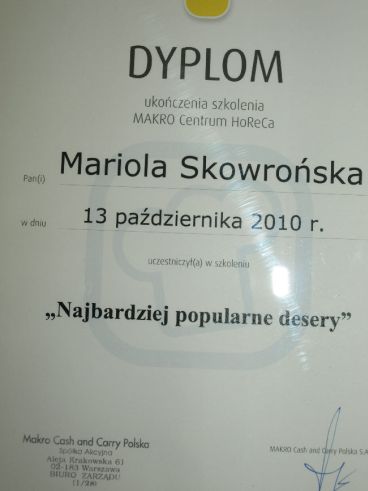 DYPLOM
ukończenia szkolenia
MAKRO Centrum HoReCa
Pan(i) Mariola Skowrońska
w dniu 13 października 2010 r.
uczestniczył(a) w szkoleniu
„Najbardziej popularne desery”
Makro Cash and Carry Polska
Spółka Akcyjna
Aleja Krakowska 61
02-183 Warszawa
BIURO ZARZĄDU
(1/28)
MAKRO Cash and Carry Polska S.A.